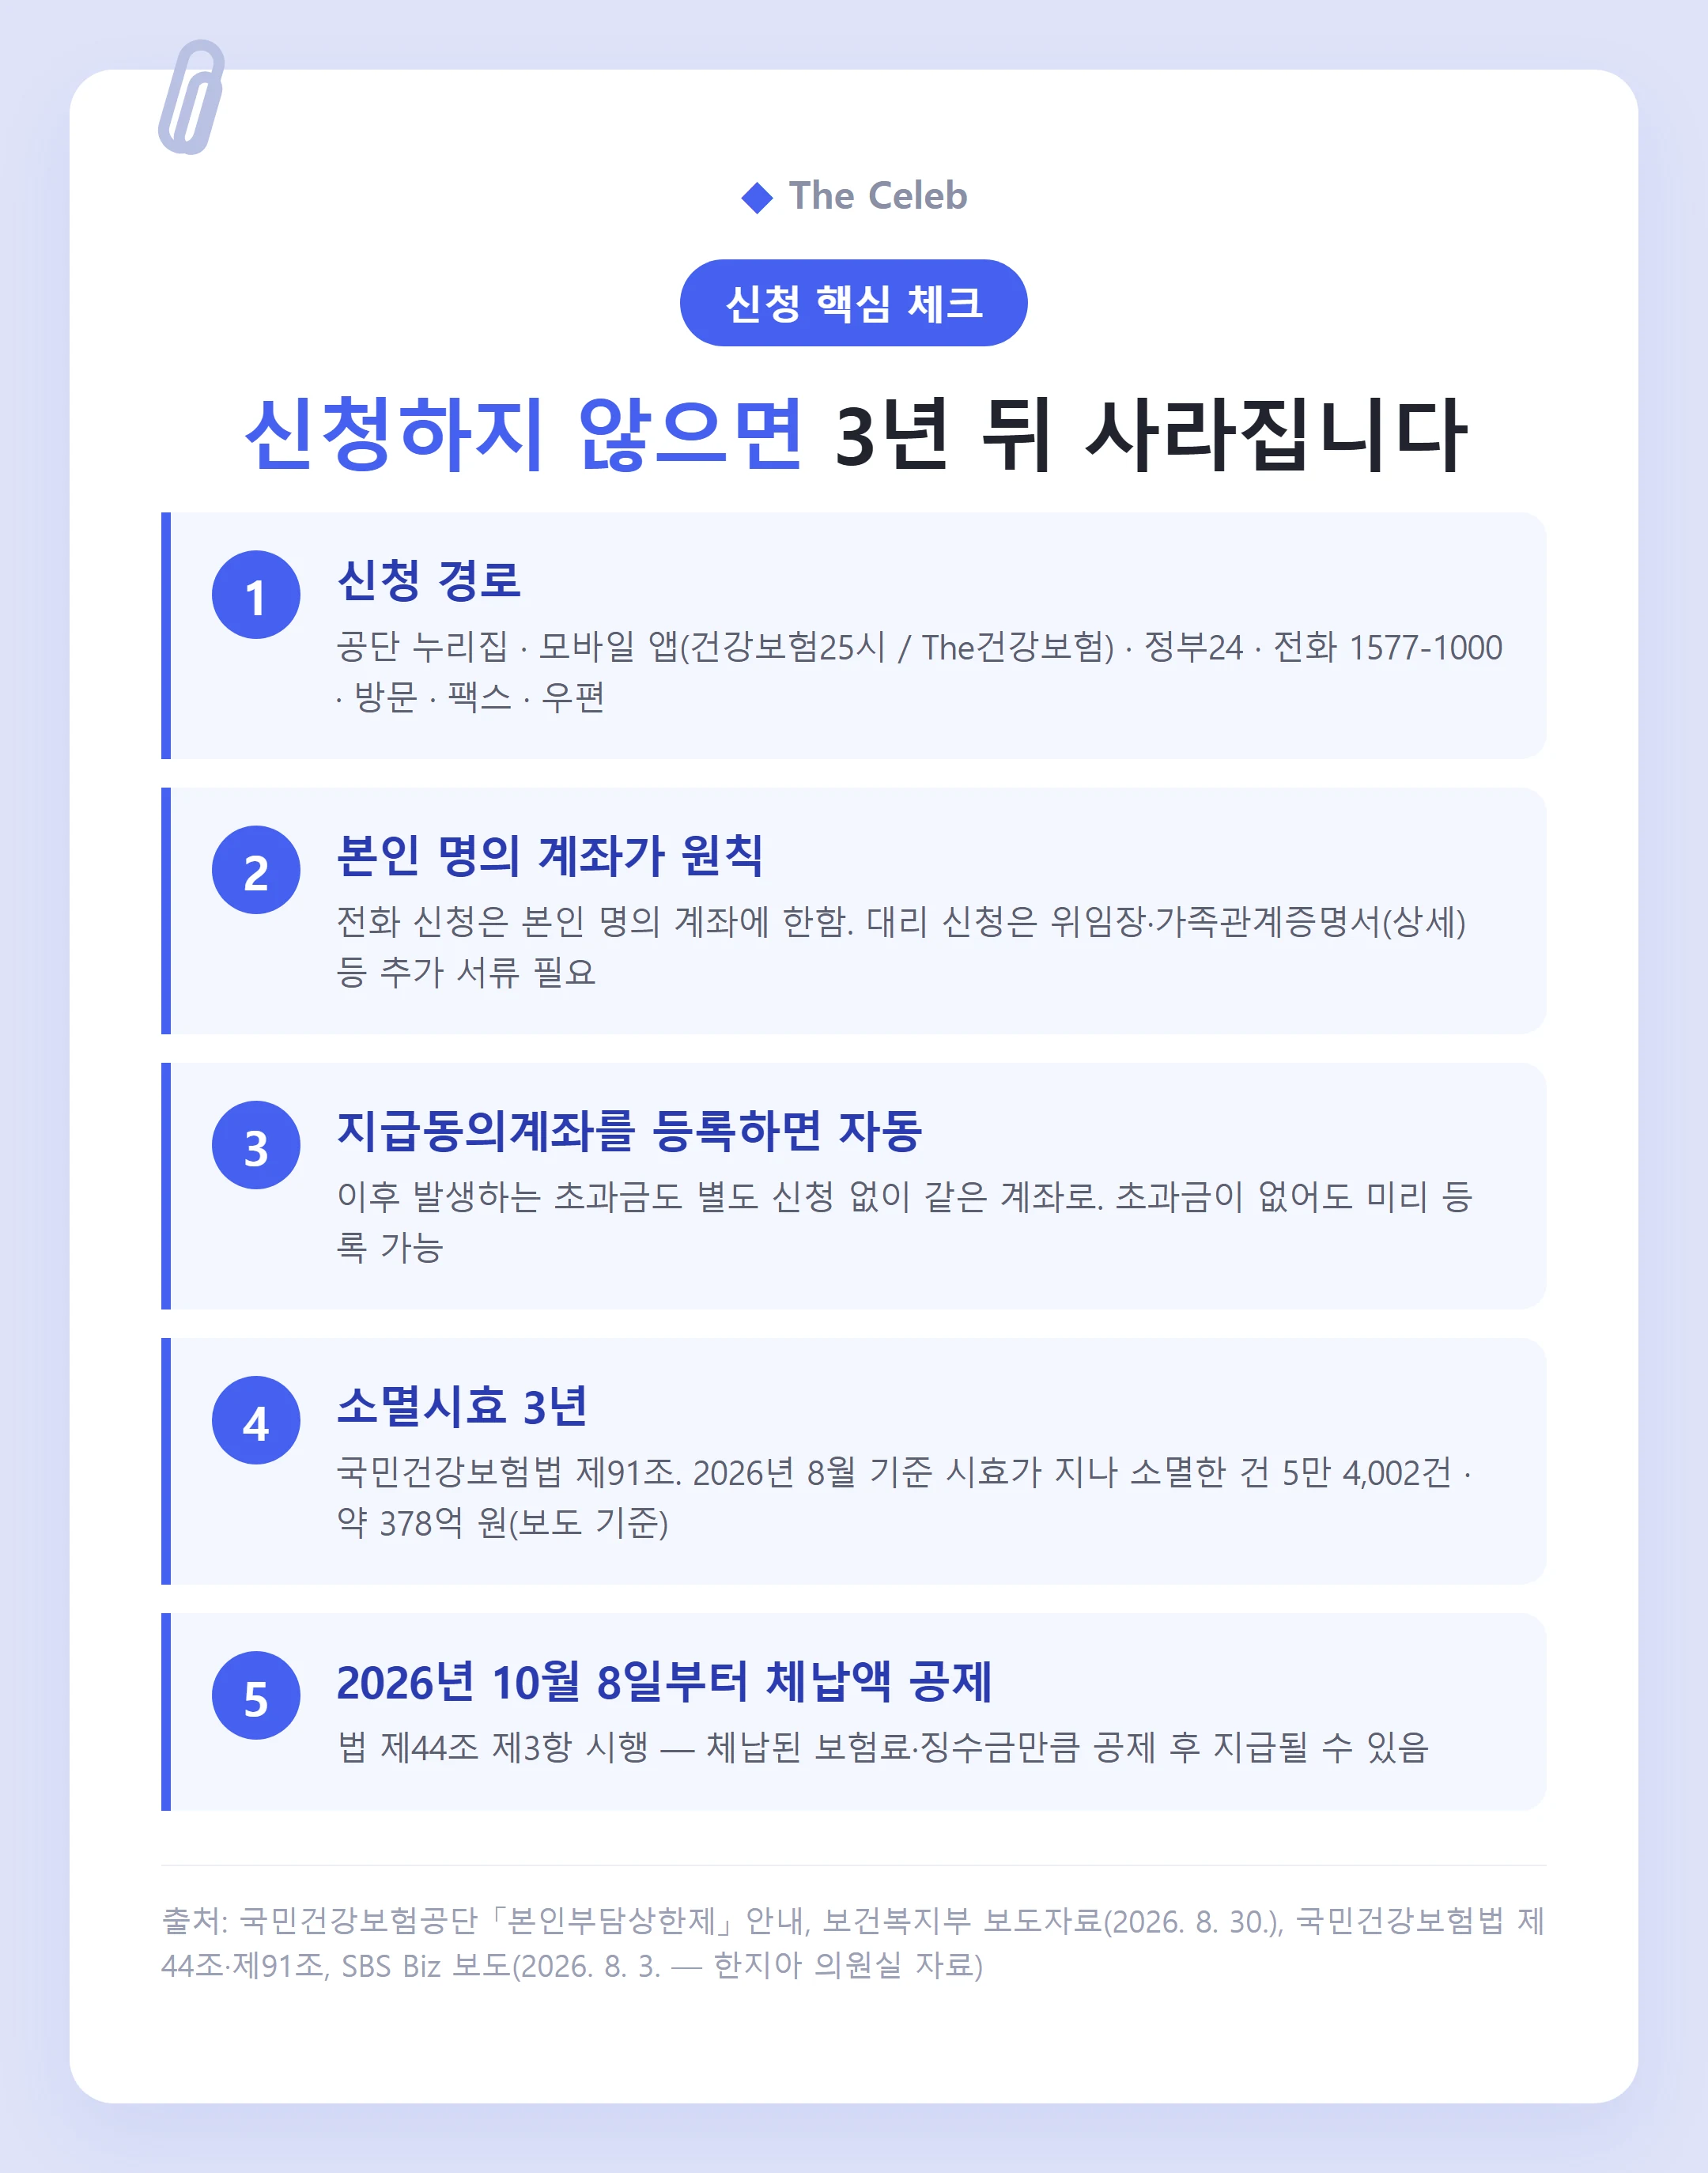 The Celeb
신청 핵심 체크
신청하지 않으면 3년 뒤 사라집니다
1
신청 경로
공단 누리집 · 모바일 앱(건강보험25시 / The건강보험) · 정부24 · 전화 1577-1000
· 방문 · 팩스 · 우편
2
본인 명의 계좌가 원칙
전화 신청은 본인 명의 계좌에 한함. 대리 신청은 위임장·가족관계증명서(상세)
등 추가 서류 필요
3
지급동의계좌를 등록하면 자동
이후 발생하는 초과금도 별도 신청 없이 같은 계좌로. 초과금이 없어도 미리 등
록 가능
4
소멸시효 3년
국민건강보험법 제91조. 2026년 8월 기준 시효가 지나 소멸한 건 5만 4,002건 ·
약 378억 원(보도 기준)
5
2026년 10월 8일부터 체납액 공제
법 제44조 제3항 시행 — 체납된 보험료·징수금만큼 공제 후 지급될 수 있음
출처: 국민건강보험공단「본인부담상한제」안내, 보건복지부 보도자료(2026. 8. 30.), 국민건강보험법 제
44조·제91조, SBS Biz 보도(2026. 8. 3. — 한지아 의원실 자료)